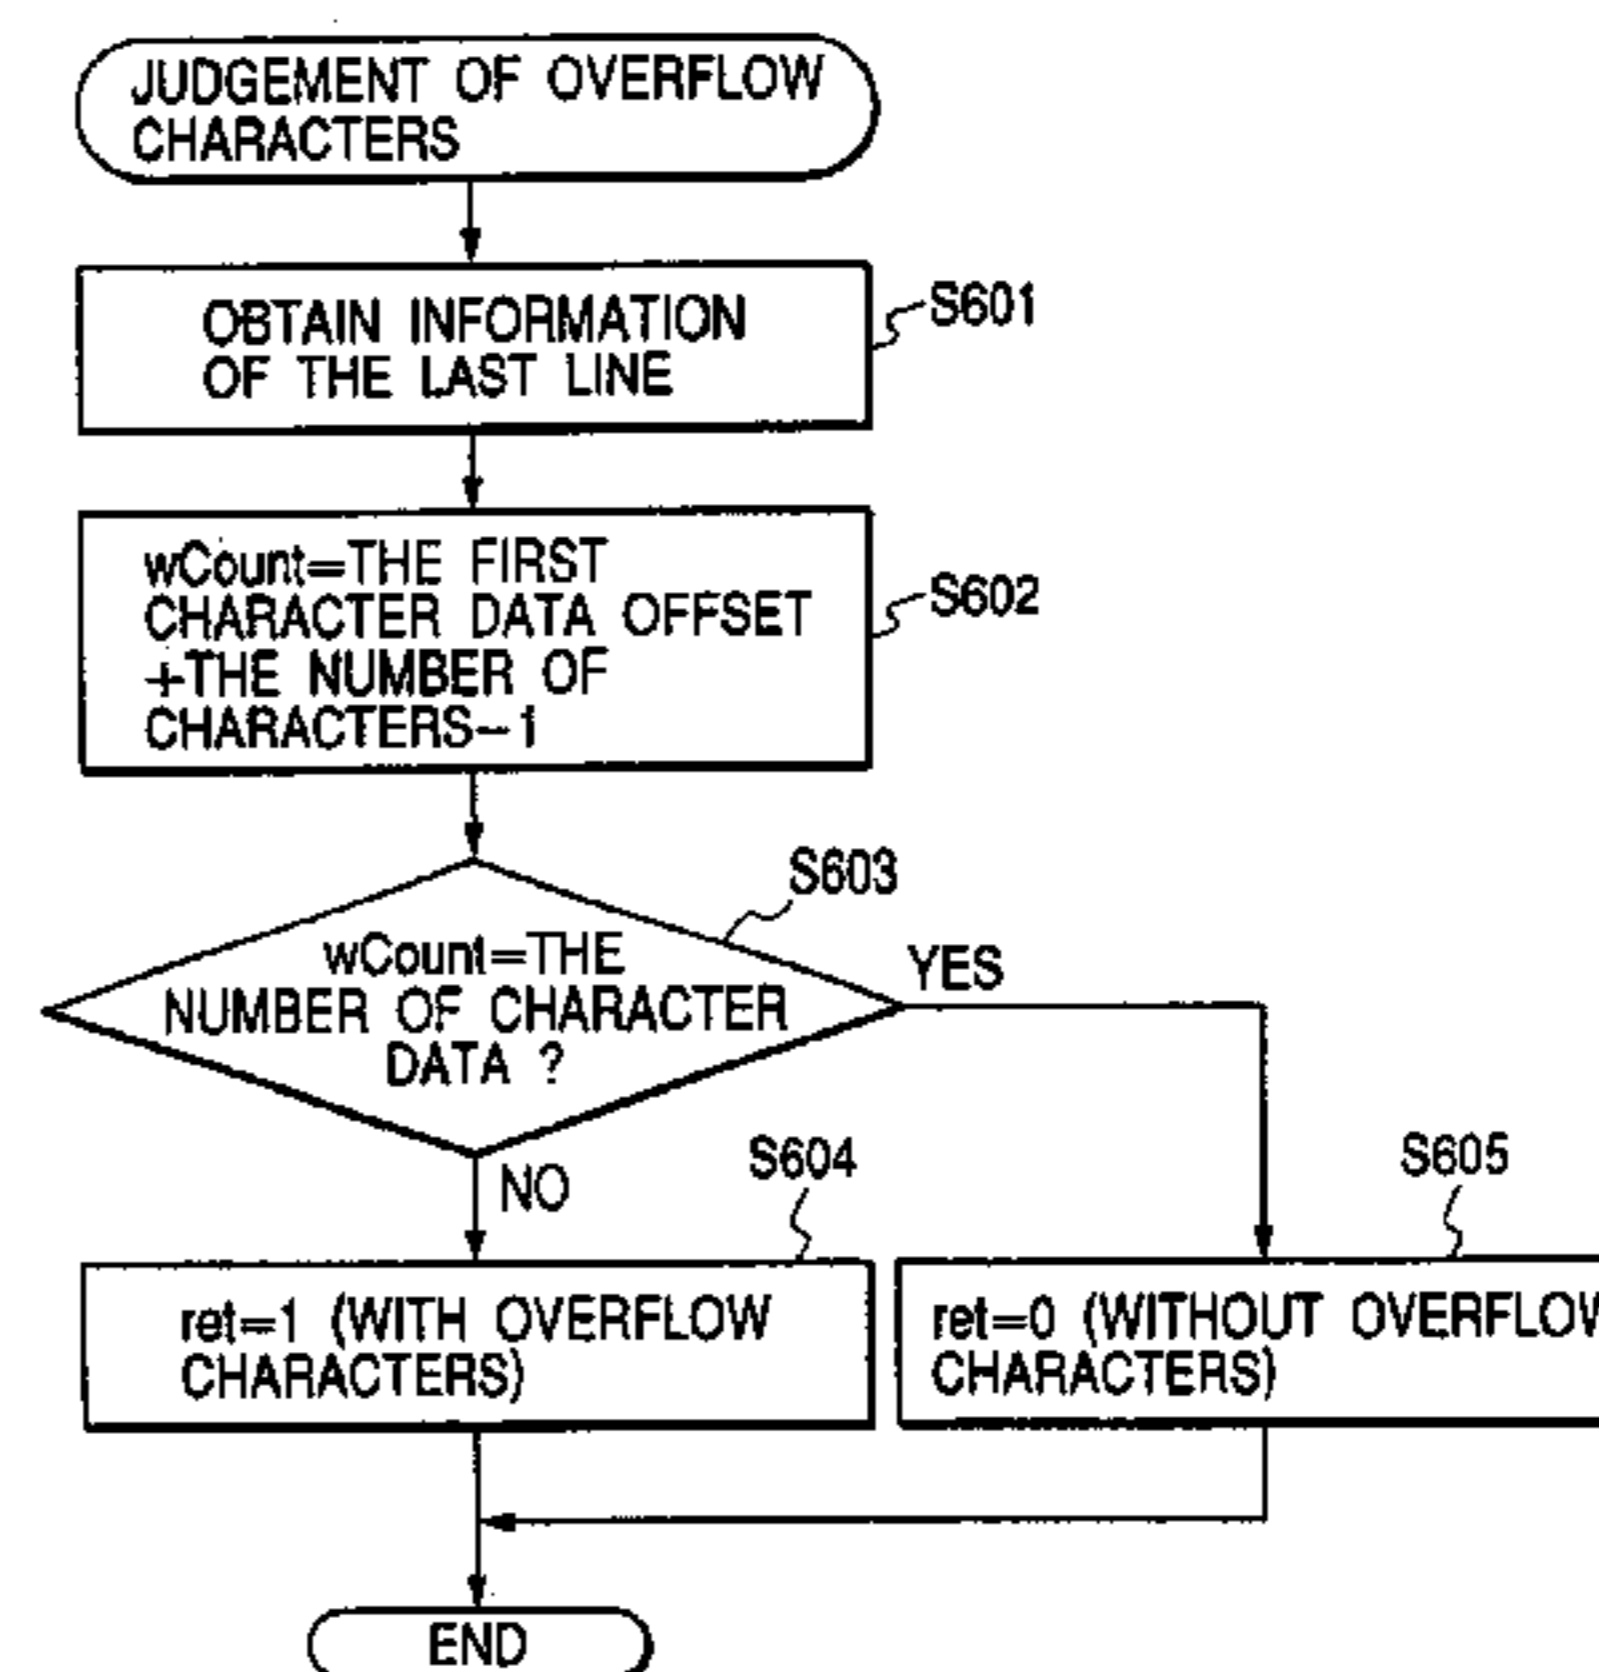 JUDGEMENT OF OVERFLOW
CHARACTERS
OBTAIN INFORMATION
OF THE LAST LINE
S601
wCount=THE FIRST
CHARACTER DATA OFFSET
+THE NUMBER OF
CHARACTERS-1
S602
S603
wCount=THE
NUMBER OF CHARACTER
DATA ?
YES
NO
S604
ret=1 (WITH OVERFLOW
CHARACTERS)
S605
ret=0 (WITHOUT OVERFLOW
CHARACTERS)
END